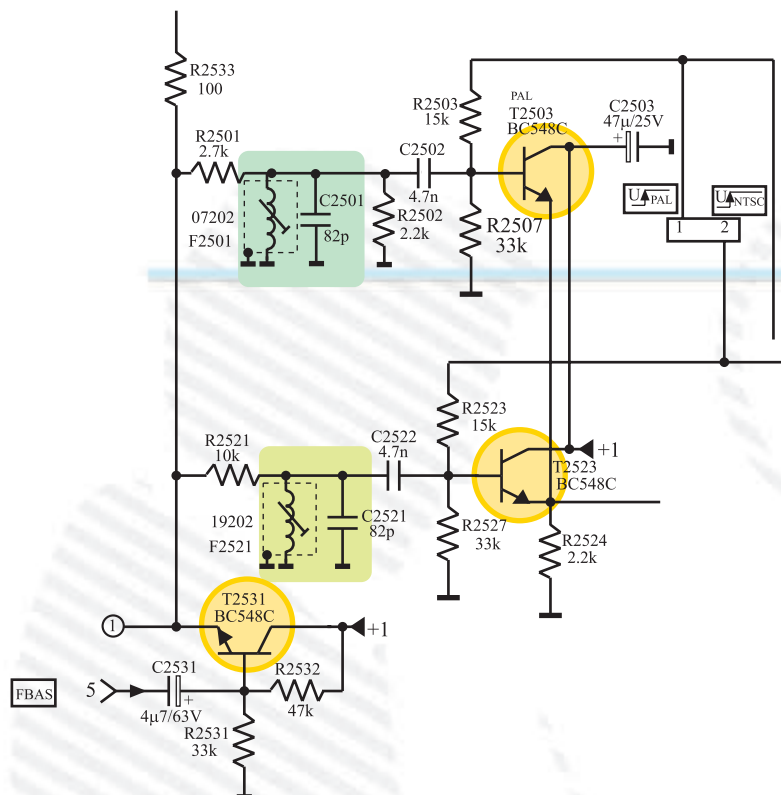 R2533
100
R2501
2.7k
R2503
15k
PAL
T2503
BC548C
C2503
47µ/25V
+
C2502
4.7n
07202
F2501
C2501
82p
R2502
2.2k
R2507
33k
U PAL
U NTSC
1
2
R2523
15k
R2521
10k
C2522
4.7n
+1
T2523
BC548C
19202
F2521
C2521
82p
R2527
33k
R2524
2.2k
T2531
BC548C
1
+1
C2531
+
4µ7/63V
FBAS
5
R2532
47k
R2531
33k